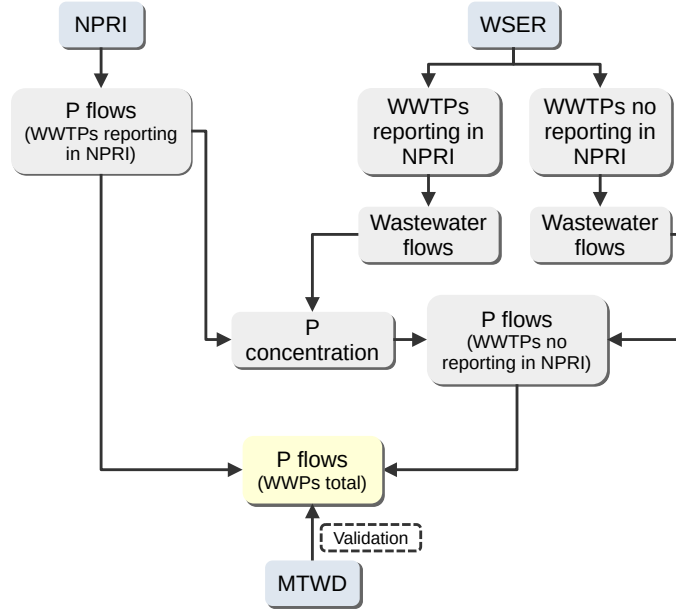 NPRI
WSER
P flows
(WWTPs reporting
in NPRI)
WWTPs
reporting in
NPRI
WWTPs no
reporting in
NPRI
Wastewater
flows
Wastewater
flows
P
concentration
P flows
(WWTPs no
reporting in NPRI)
P flows
(WWPs total)
Validation
MTWD